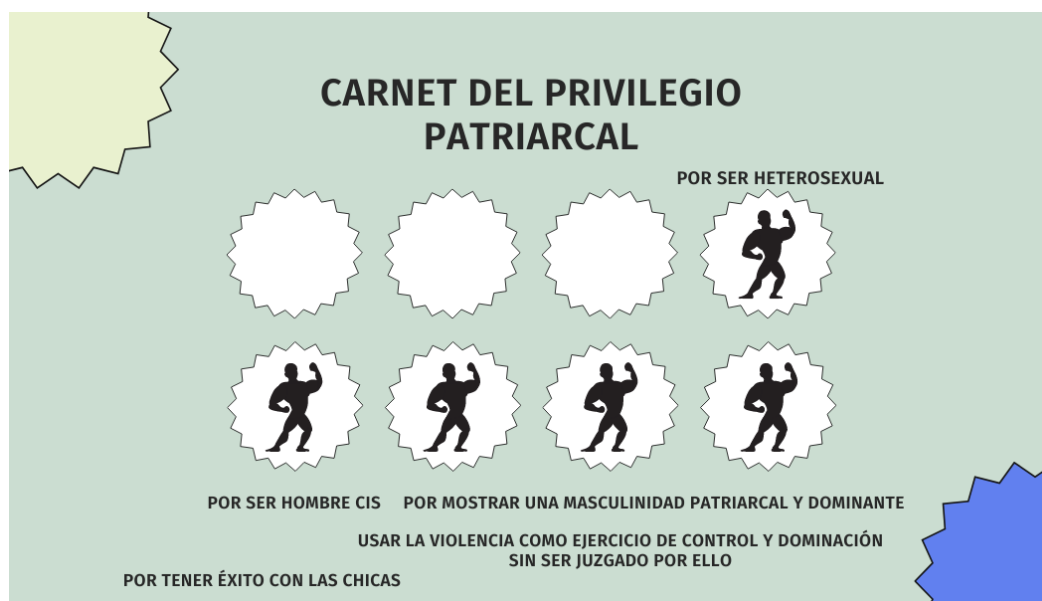 CARNET DEL PRIVILEGIO
PATRIARCAL
POR SER HETEROSEXUAL
POR SER HOMBRE CIS
POR MOSTRAR UNA MASCULINIDAD PATRIARCAL Y DOMINANTE
USAR LA VIOLENCIA COMO EJERCICIO DE CONTROL Y DOMINACIÓN
SIN SER JUZGADO POR ELLO
POR TENER ÉXITO CON LAS CHICAS